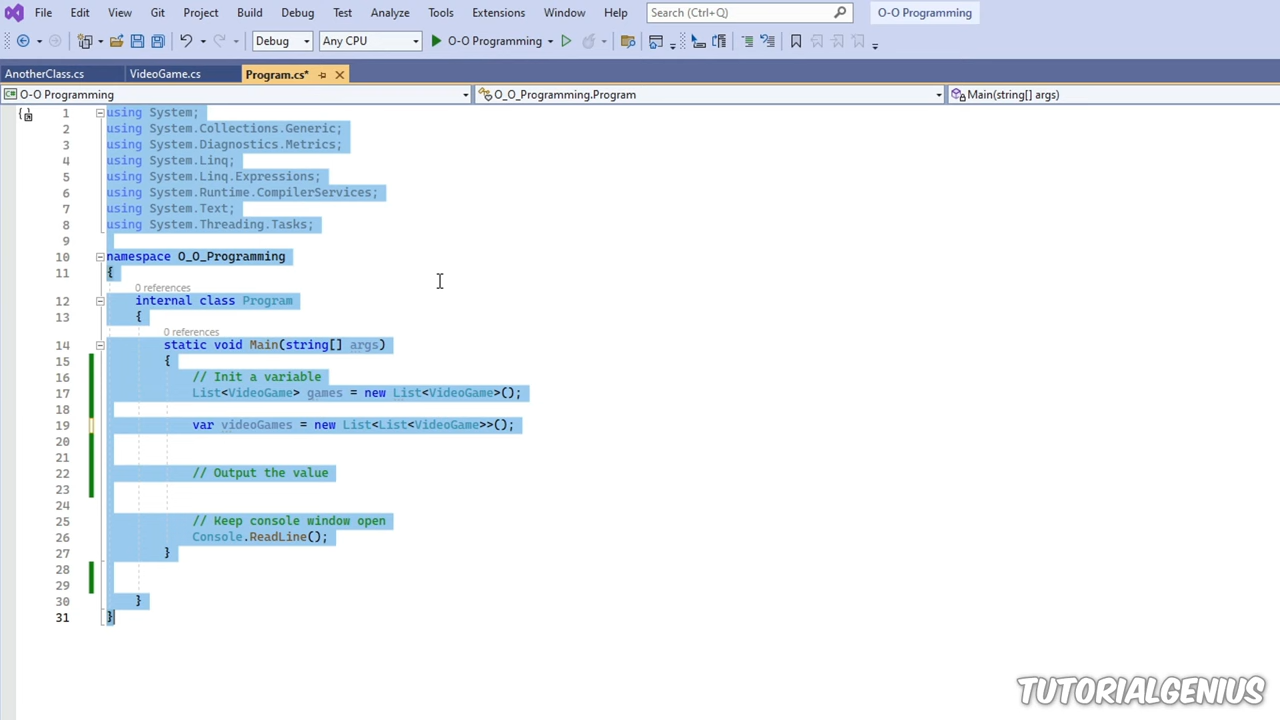 File Edit View Git Project Build Debug Test Analyze Tools Extensions Window Help Search (Ctrl+Q) O-O Programming
Debug Any CPU O-O Programming
AnotherClass.cs VideoGame.cs Program.cs*
O-O Programming O_O_Programming.Program Main(string[] args)
1 using System;
2 using System.Collections.Generic;
3 using System.Diagnostics.Metrics;
4 using System.Linq;
5 using System.Linq.Expressions;
6 using System.Runtime.CompilerServices;
7 using System.Text;
8 using System.Threading.Tasks;
9
10 namespace O_O_Programming
11 {
0 references
12 internal class Program
13 {
0 references
14 static void Main(string[] args)
15 {
16 // Init a variable
17 List<VideoGame> games = new List<VideoGame>();
18
19 var videoGames = new List<List<VideoGame>>();
20
21
22 // Output the value
23
24
25 // Keep console window open
26 Console.ReadLine();
27 }
28
29
30 }
31 }
TUTORIALGENIUS